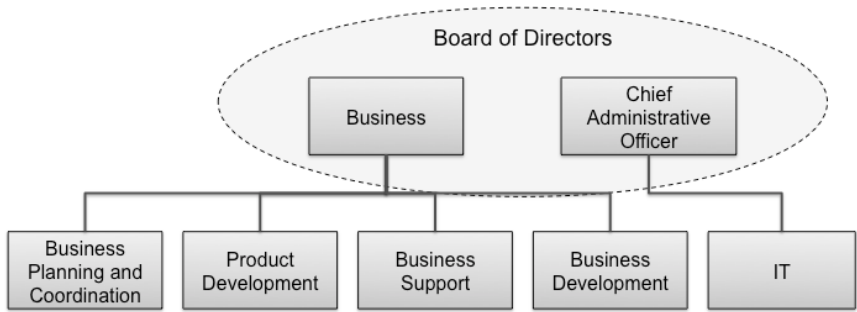 Board of Directors
Business
Chief
Administrative
Officer
Business
Planning and
Coordination
Product
Development
Business
Support
Business
Development
IT